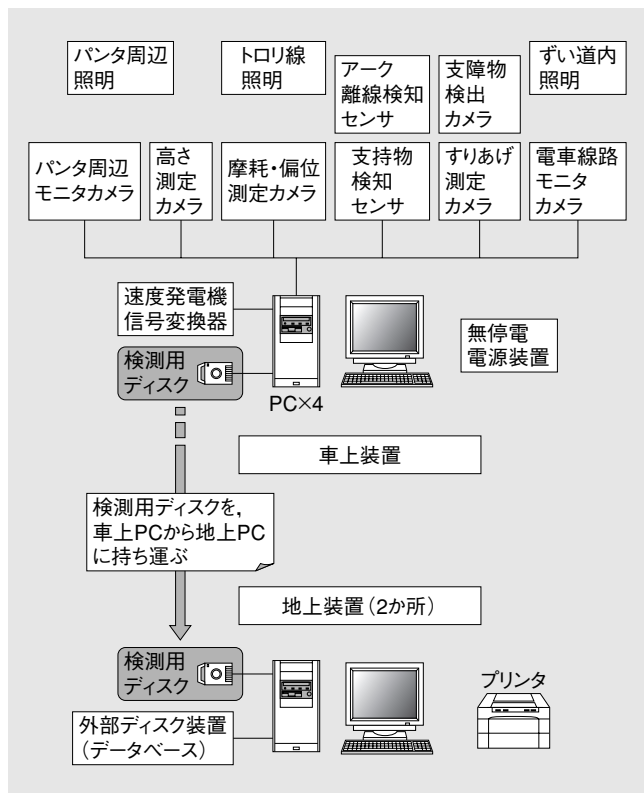 パンタ周辺
照明
トロリ線
照明
アーク
離線検知
センサ
支障物
検出
カメラ
ずい道内
照明
パンタ周辺
モニタカメラ
高さ
測定
カメラ
摩耗・偏位
測定カメラ
支持物
検知
センサ
すりあげ
測定
カメラ
電車線路
モニタ
カメラ
速度発電機
信号変換器
検測用
ディスク
PC×4
無停電
電源装置
車上装置
検測用ディスクを,
車上PCから地上PC
に持ち運ぶ
地上装置(2か所)
検測用
ディスク
プリンタ
外部ディスク装置
(データベース)